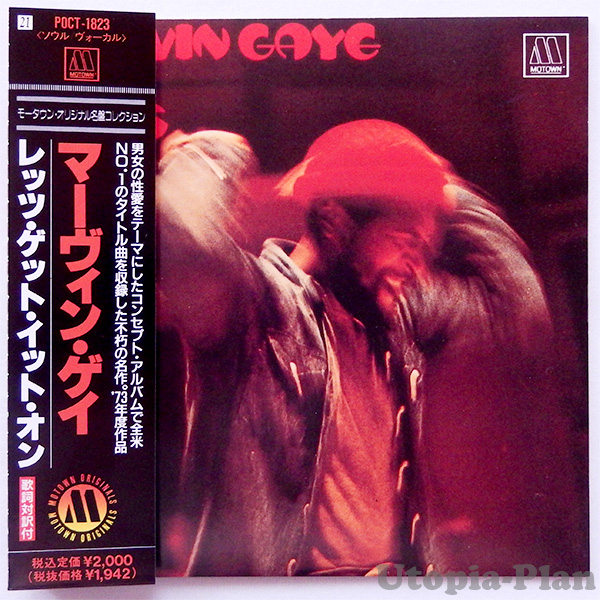 21
POCT-1823
〈ソウル ヴォーカル〉
MOTOWN
モータウン・オリジナル名盤コレクション
男女の性愛をテーマにしたコンセプト・アルバムで全米
NO.1のタイトル曲を収録した不朽の名作。'73年度作品
マーヴィン・ゲイ
レッツ・ゲット・イット・オン
歌詞対訳付
MOTOWN ORIGINALS
MOTOWN ORIGINALS
税込定価¥2,000
(税抜価格¥1,942)
VIN GAYE
MOTOWN
Utopia-Plan